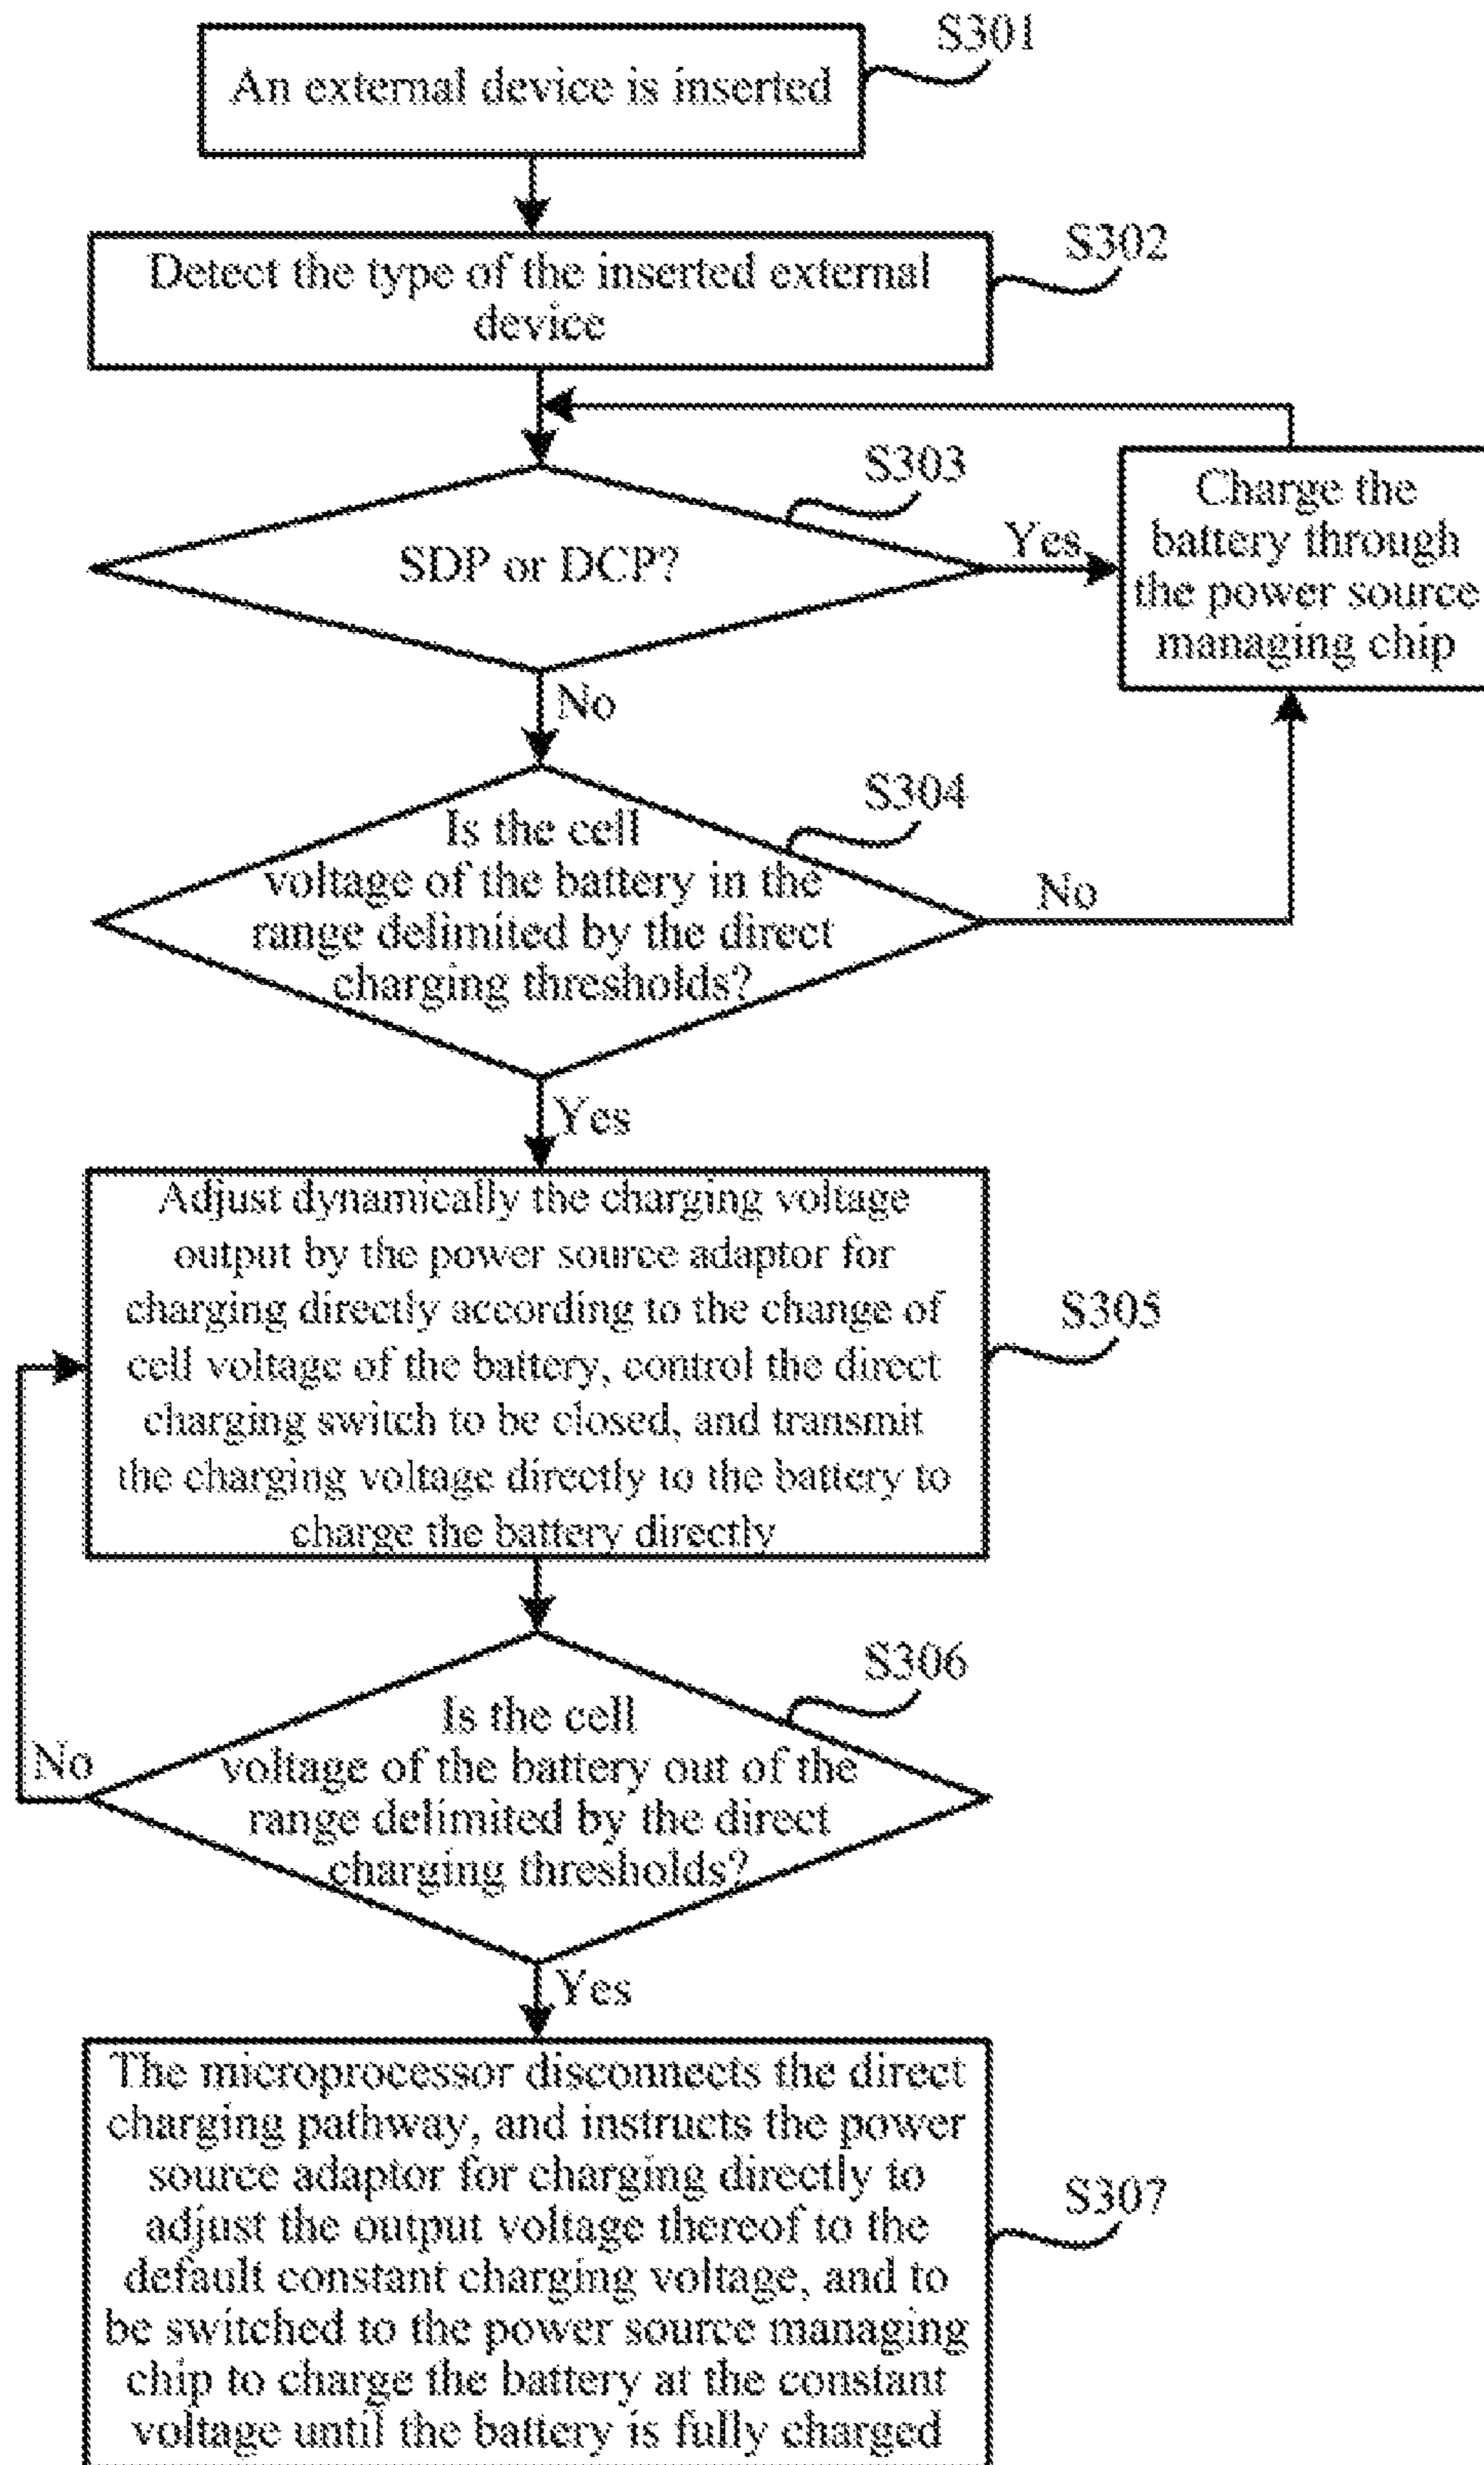 S301
An external device is inserted
S302
Detect the type of the inserted external
device
S303
SDP or DCP?
Yes
Charge the
battery through
the power source
managing chip
No
S304
Is the cell
voltage of the battery in the
range delimited by the direct
charging thresholds?
No
Yes
Adjust dynamically the charging voltage
output by the power source adaptor for
charging directly according to the change of
cell voltage of the battery, control the direct
charging switch to be closed, and transmit
the charging voltage directly to the battery to
charge the battery directly
S305
S306
Is the cell
voltage of the battery out of the
range delimited by the direct
charging thresholds?
No
Yes
The microprocessor disconnects the direct
charging pathway, and instructs the power
source adaptor for charging directly to
adjust the output voltage thereof to the
default constant charging voltage, and to
be switched to the power source managing
chip to charge the battery at the constant
voltage until the battery is fully charged
S307